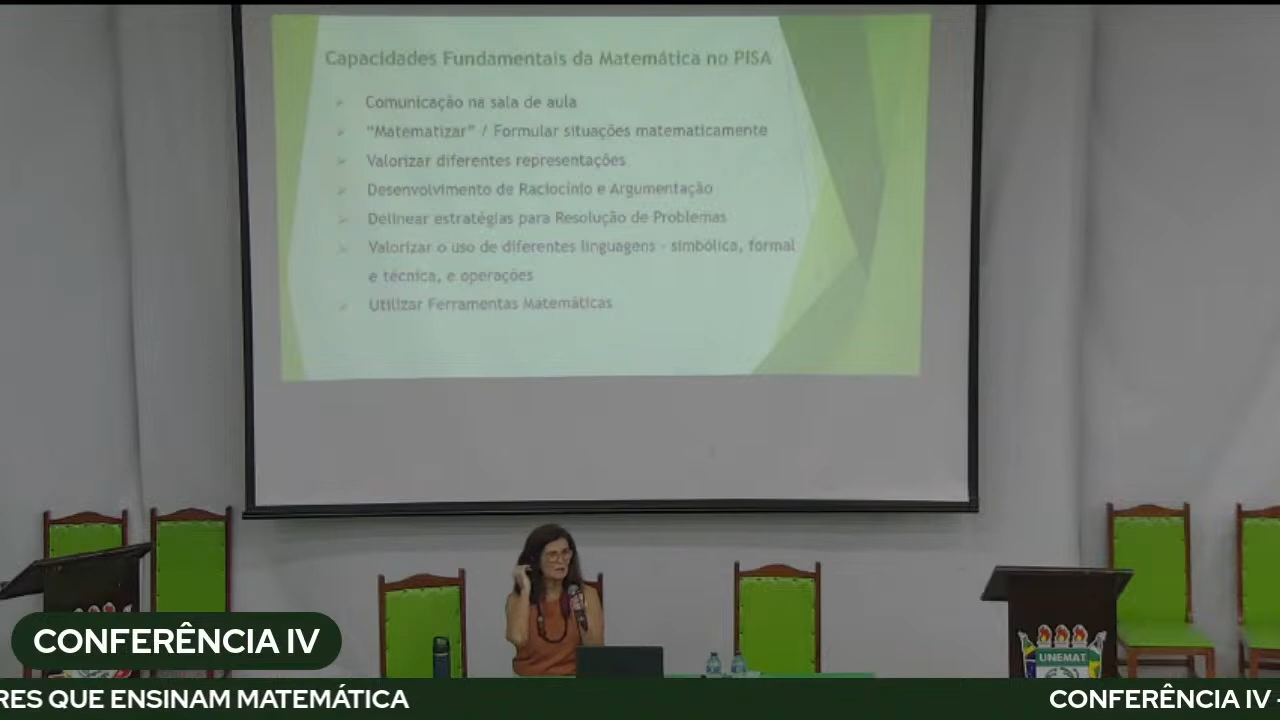 Capacidades Fundamentais da Matemática no PISA
Comunicação na sala de aula
"Matematizar" / Formular situações matematicamente
Valorizar diferentes representações
Desenvolvimento de Raciocínio e Argumentação
Delinear estratégias para Resolução de Problemas
Valorizar o uso de diferentes linguagens - simbólica, formal
e técnica, e operações
Utilizar Ferramentas Matemáticas
UNEMAT
CONFERÊNCIA IV
RES QUE ENSINAM MATEMÁTICA
CONFERÊNCIA IV -